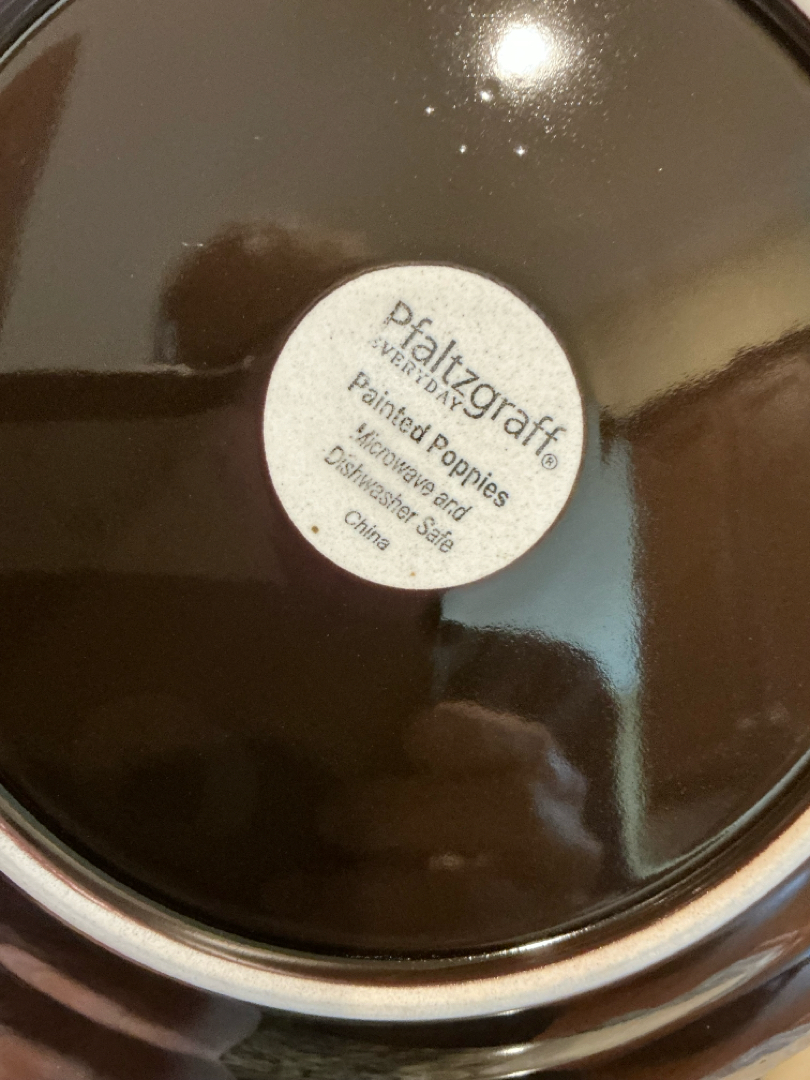 Pfaltzgraff®
EVERYDAY
Painted Poppies
Microwave and
Dishwasher Safe
China